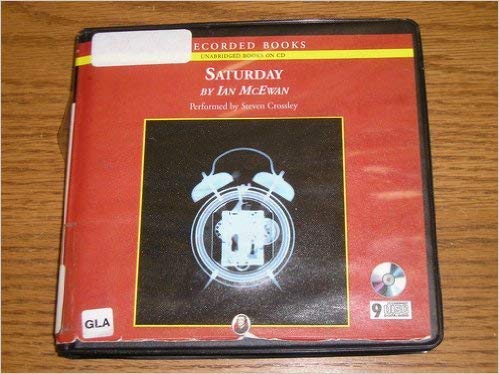 RECORDED BOOKS
UNABRIDGED BOOKS ON CD
SATURDAY
BY IAN MCEWAN
Performed by Steven Crossley
GLA
9